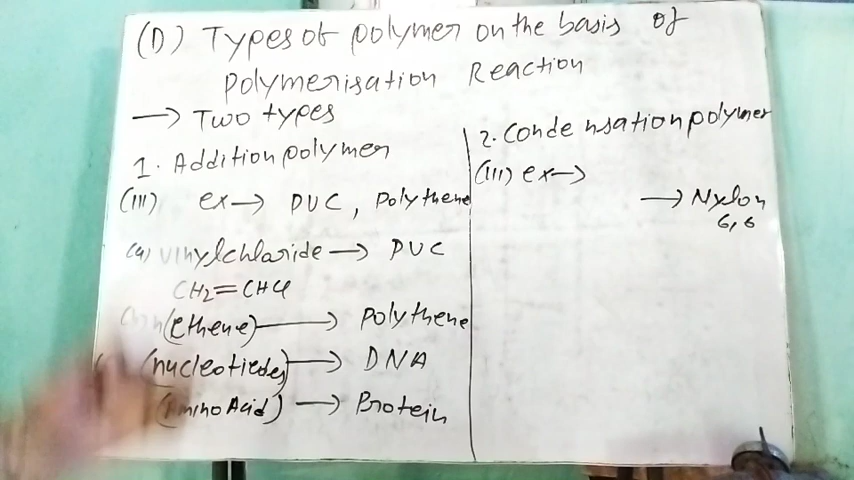 (D) Types of polymer on the basis of
polymerisation Reaction
→ Two types
1. Addition polymer
(III) ex → PVC, Polythene
(a) vinylchloride → PVC
CH2=CHCl
(b) n(ethene) → Polythene
(nucleotides) → DNA
(Amino Acid) → Protein
2. Condensation polymer
(III) ex →
→ Nylon
6,6